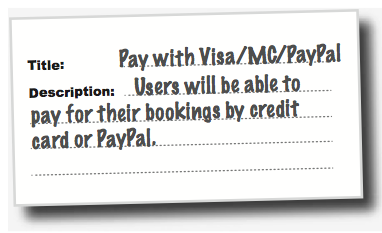 Title: Pay with Visa/MC/PayPal
Description: Users will be able to
pay for their bookings by credit
card or PayPal.